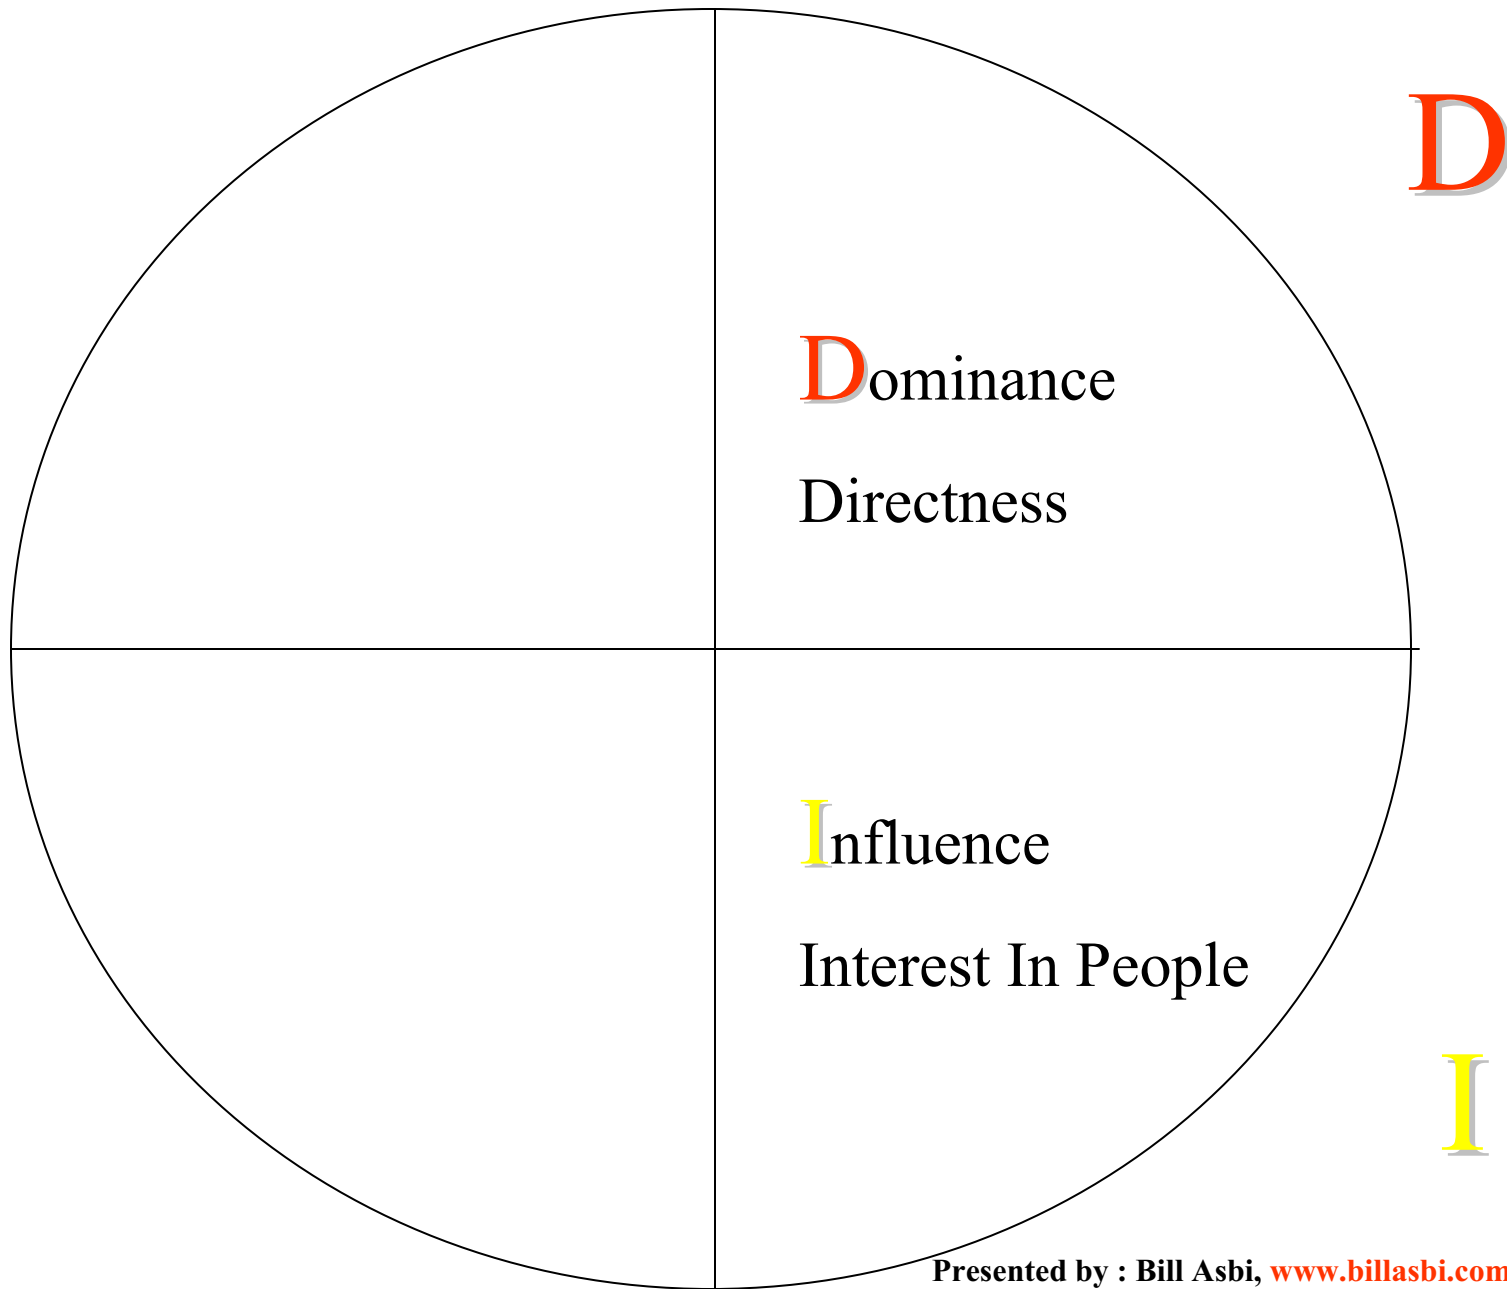 D
Dominance
Directness
Influence
Interest In People
I
Presented by : Bill Asbi, www.billasbi.com